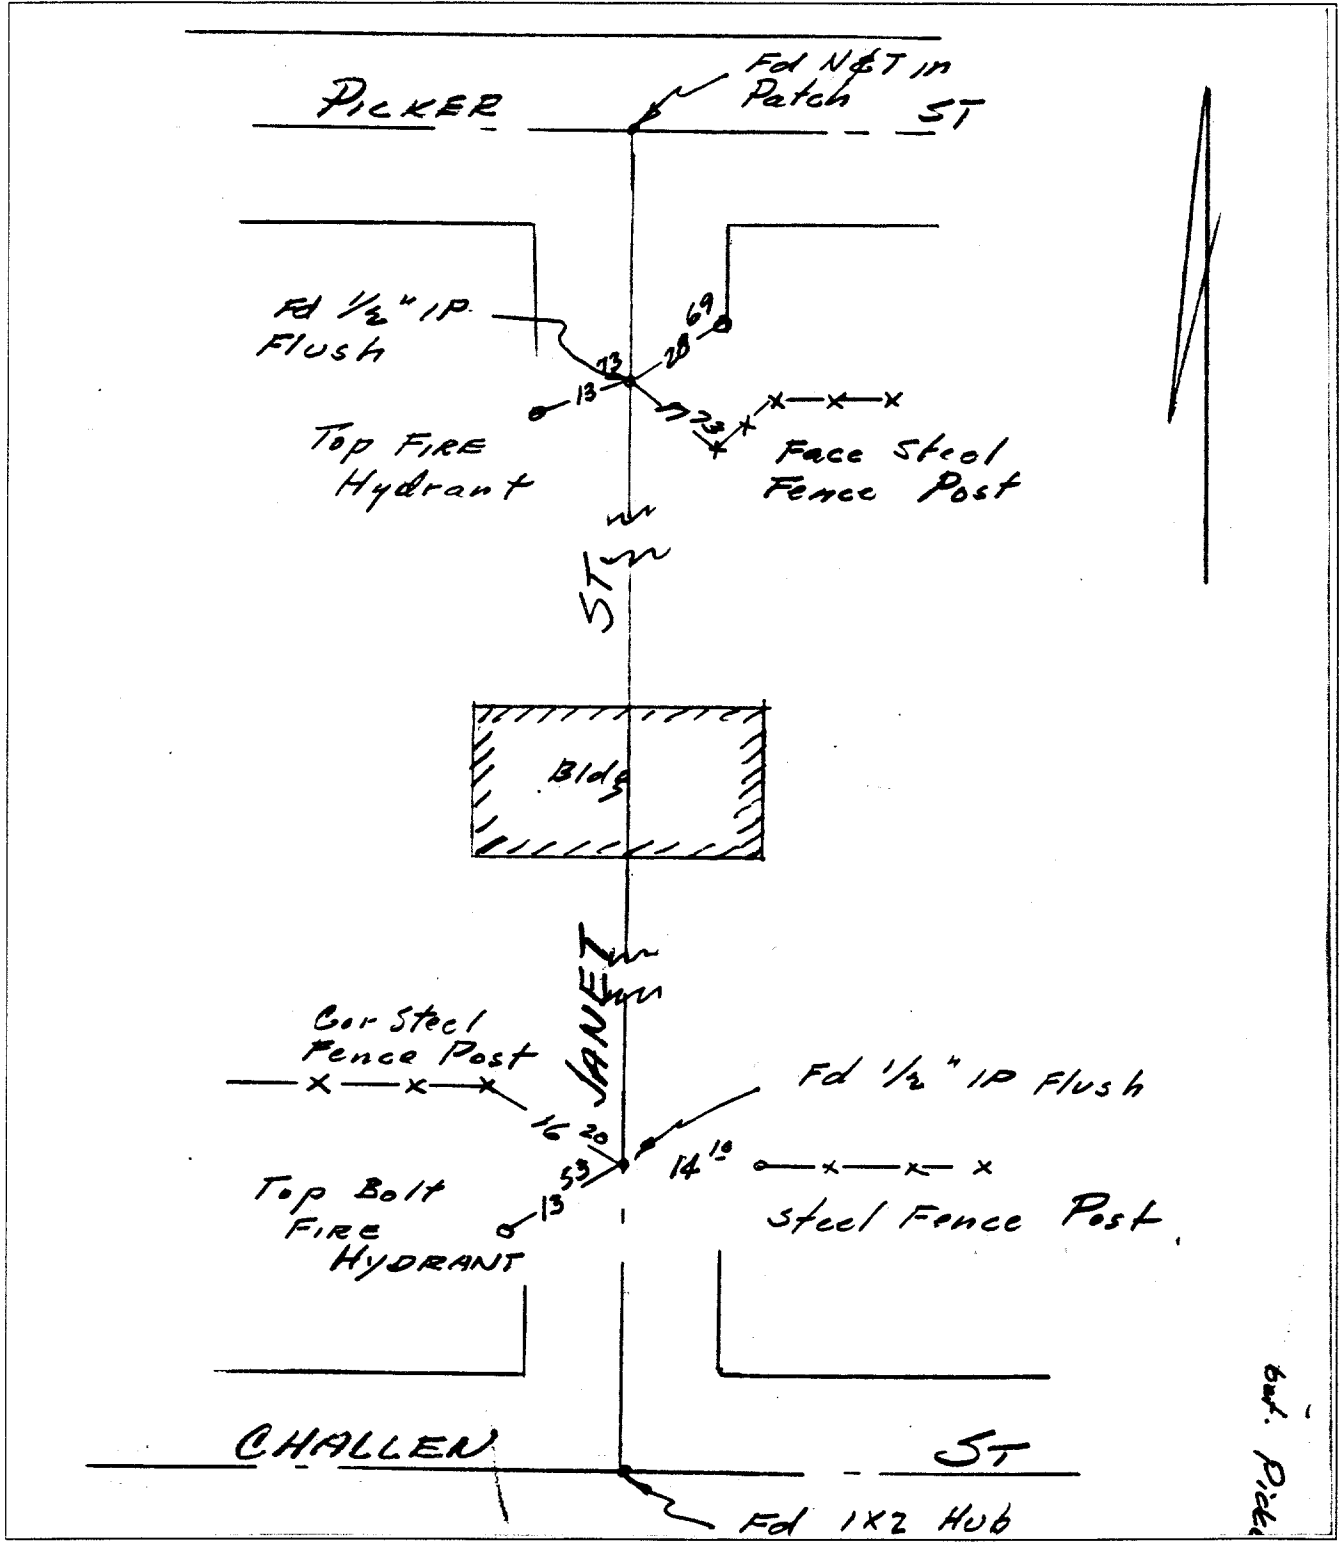 Fd N&T in
Patch
PICKER ST
Fd 1/2" IP
Flush
69
28
73
13
73
Top FIRE
Hydrant
Face Steel
Fence Post
ST
Bldg
JANET
Cor Steel
Fence Post
Fd 1/2" IP Flush
16 20
14 10
53
13
Top Bolt
FIRE
HYDRANT
Steel Fence Post
CHALLEN ST
Fd 1X2 Hub
bet.